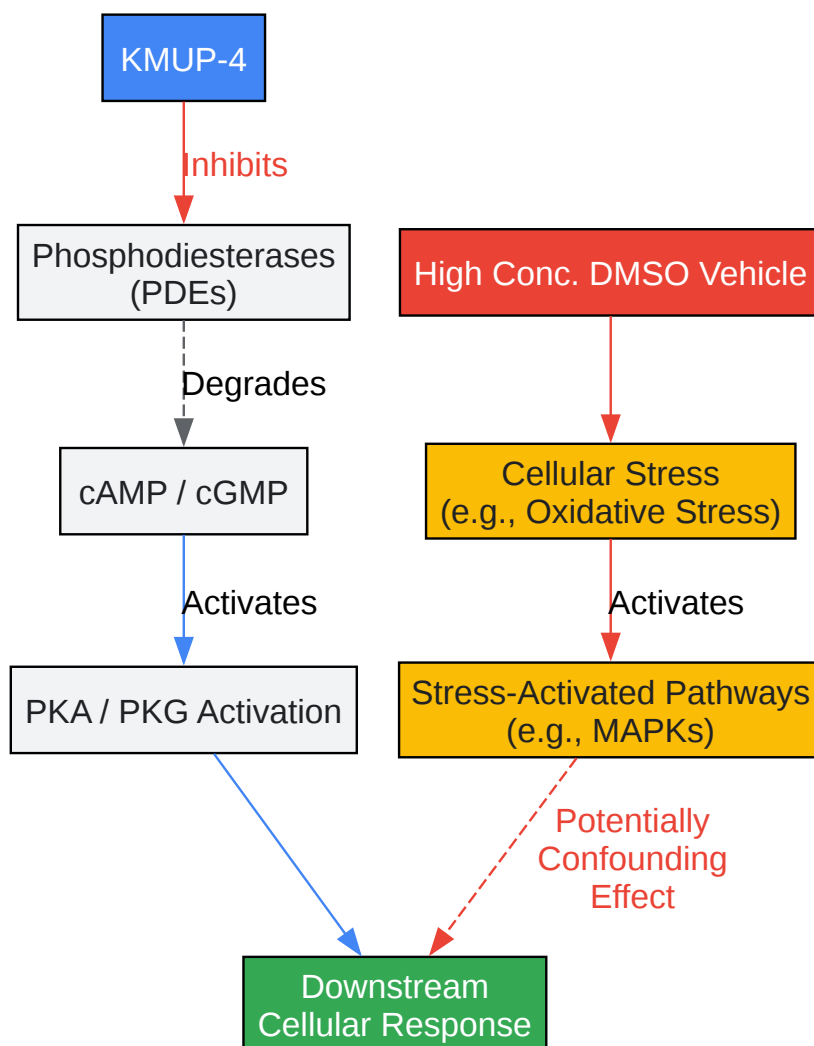 KMUP-4
Inhibits
Phosphodiesterases
(PDEs)
High Conc. DMSO Vehicle
Degrades
cAMP / cGMP
Cellular Stress
(e.g., Oxidative Stress)
Activates
Activates
PKA / PKG Activation
Stress-Activated Pathways
(e.g., MAPKs)
Potentially
Confounding
Effect
Downstream
Cellular Response